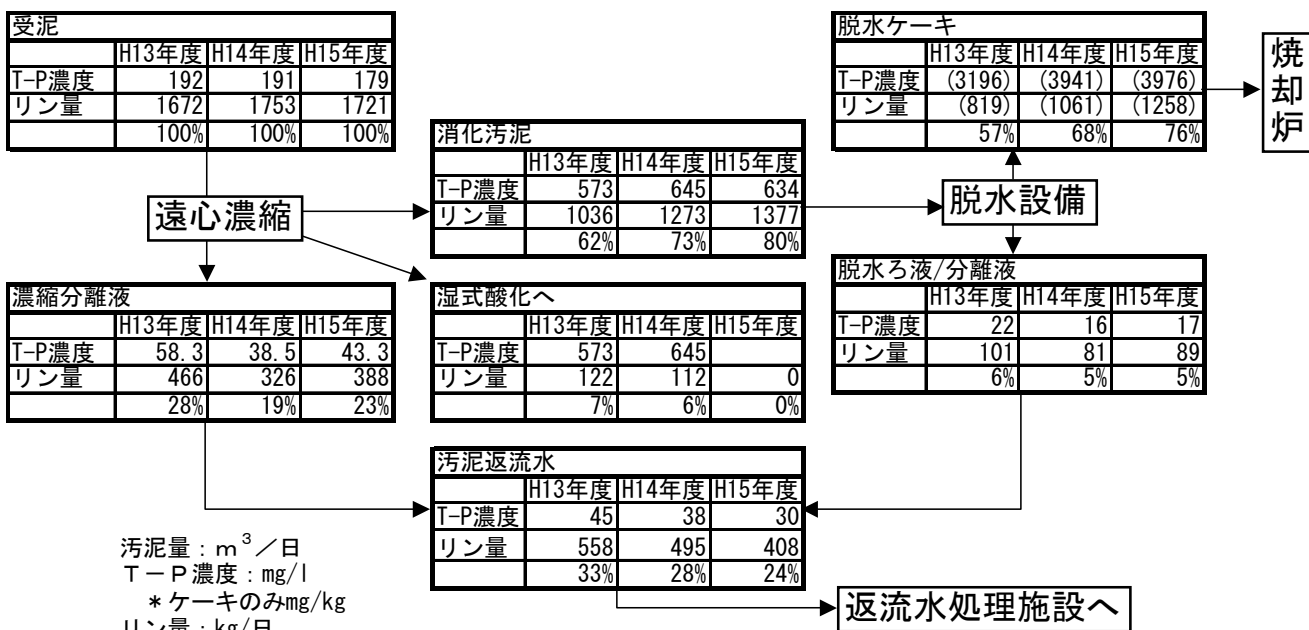 受泥
H13年度 H14年度 H15年度
T-P濃度 192 191 179
リン量 1672 1753 1721
100% 100% 100%
遠心濃縮
濃縮分離液
H13年度 H14年度 H15年度
T-P濃度 58.3 38.5 43.3
リン量 466 326 388
28% 19% 23%
消化汚泥
H13年度 H14年度 H15年度
T-P濃度 573 645 634
リン量 1036 1273 1377
62% 73% 80%
湿式酸化へ
H13年度 H14年度 H15年度
T-P濃度 573 645
リン量 122 112 0
7% 6% 0%
脱水ケーキ
H13年度 H14年度 H15年度
T-P濃度 (3196) (3941) (3976)
リン量 (819) (1061) (1258)
57% 68% 76%
焼却炉
脱水設備
脱水ろ液/分離液
H13年度 H14年度 H15年度
T-P濃度 22 16 17
リン量 101 81 89
6% 5% 5%
汚泥返流水
H13年度 H14年度 H15年度
T-P濃度 45 38 30
リン量 558 495 408
33% 28% 24%
返流水処理施設へ
汚泥量:m³/日
T-P濃度:mg/l
*ケーキのみmg/kg
リン量:kg/日